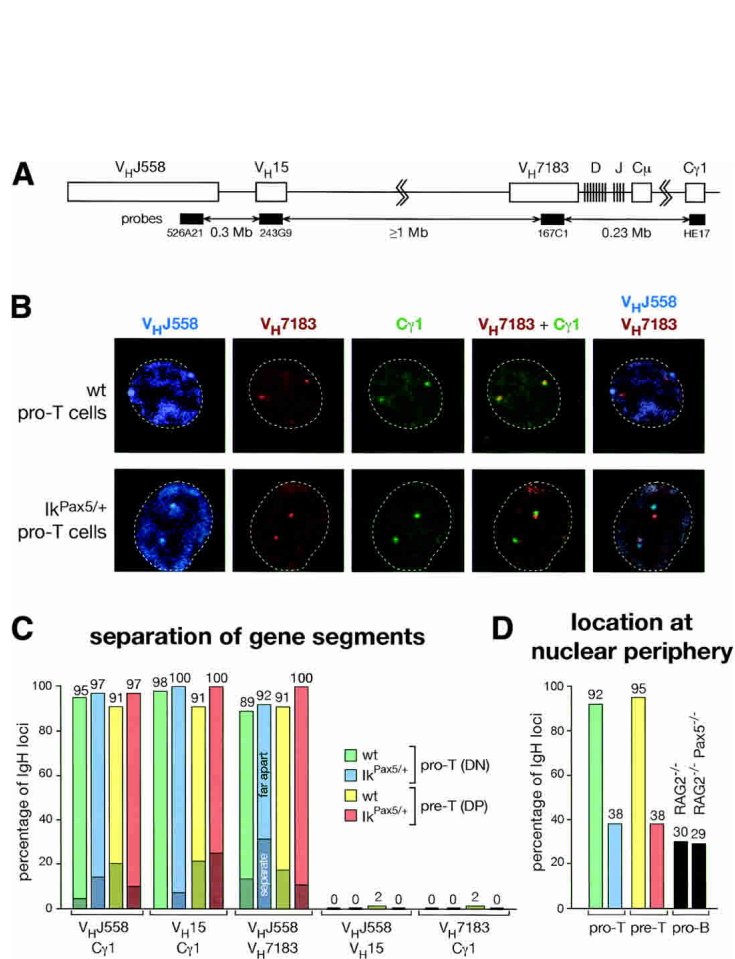 A
VHJ558 VH15 VH7183 D J Cμ Cγ1
probes
526A21 0.3 Mb 243G9 ≥1 Mb 167C1 0.23 Mb HE17
B
VHJ558 VH7183 Cγ1 VH7183 + Cγ1 VHJ558
VH7183
wt
pro-T cells
IkPax5/+
pro-T cells
C separation of gene segments
percentage of IgH loci
100
80
60
40
20
0
95 97 91 97
98 100 91 100
89 92 91 100
0 0 2 0
0 0 2 0
far apart
separate
wt
IkPax5/+
pro-T (DN)
wt
IkPax5/+
pre-T (DP)
VHJ558
Cγ1
VH15
Cγ1
VHJ558
VH7183
VHJ558
VH15
VH7183
Cγ1
D location at
nuclear periphery
percentage of IgH loci
100
80
60
40
20
0
92 38 95 38 30 29
RAG2-/-
RAG2-/- Pax5-/-
pro-T pre-T pro-B